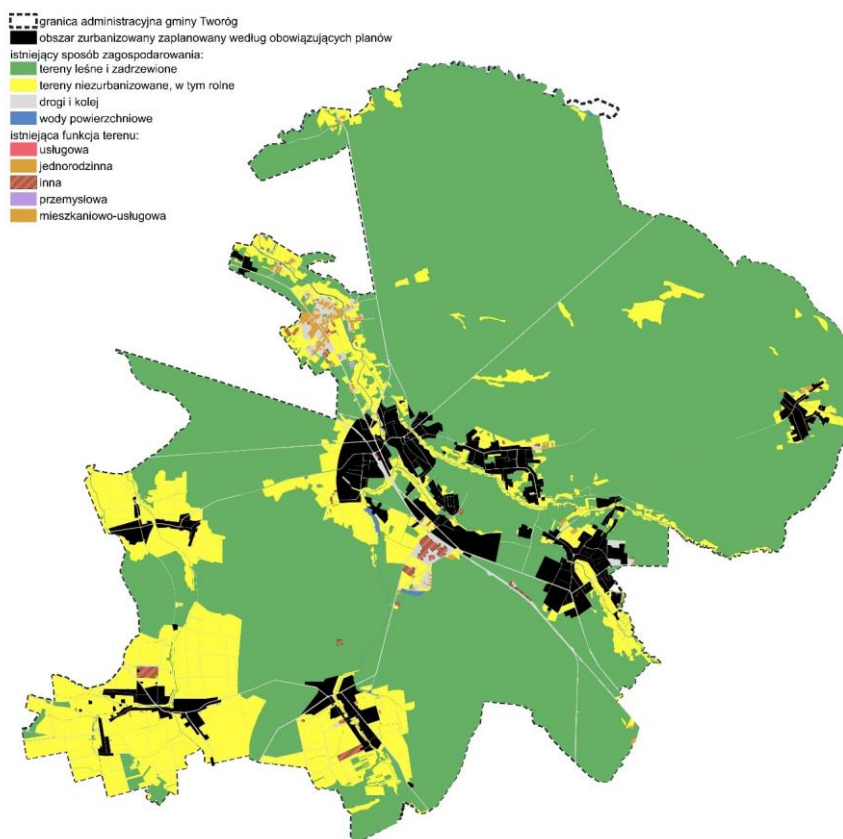 granica administracyjna gminy Tworóg
obszar zurbanizowany zaplanowany według obowiązujących planów
istniejący sposób zagospodarowania:
tereny leśne i zadrzewione
tereny niezurbanizowane, w tym rolne
drogi i kolej
wody powierzchniowe
istniejąca funkcja terenu:
usługowa
jednorodzinna
inna
przemysłowa
mieszkaniowo-usługowa